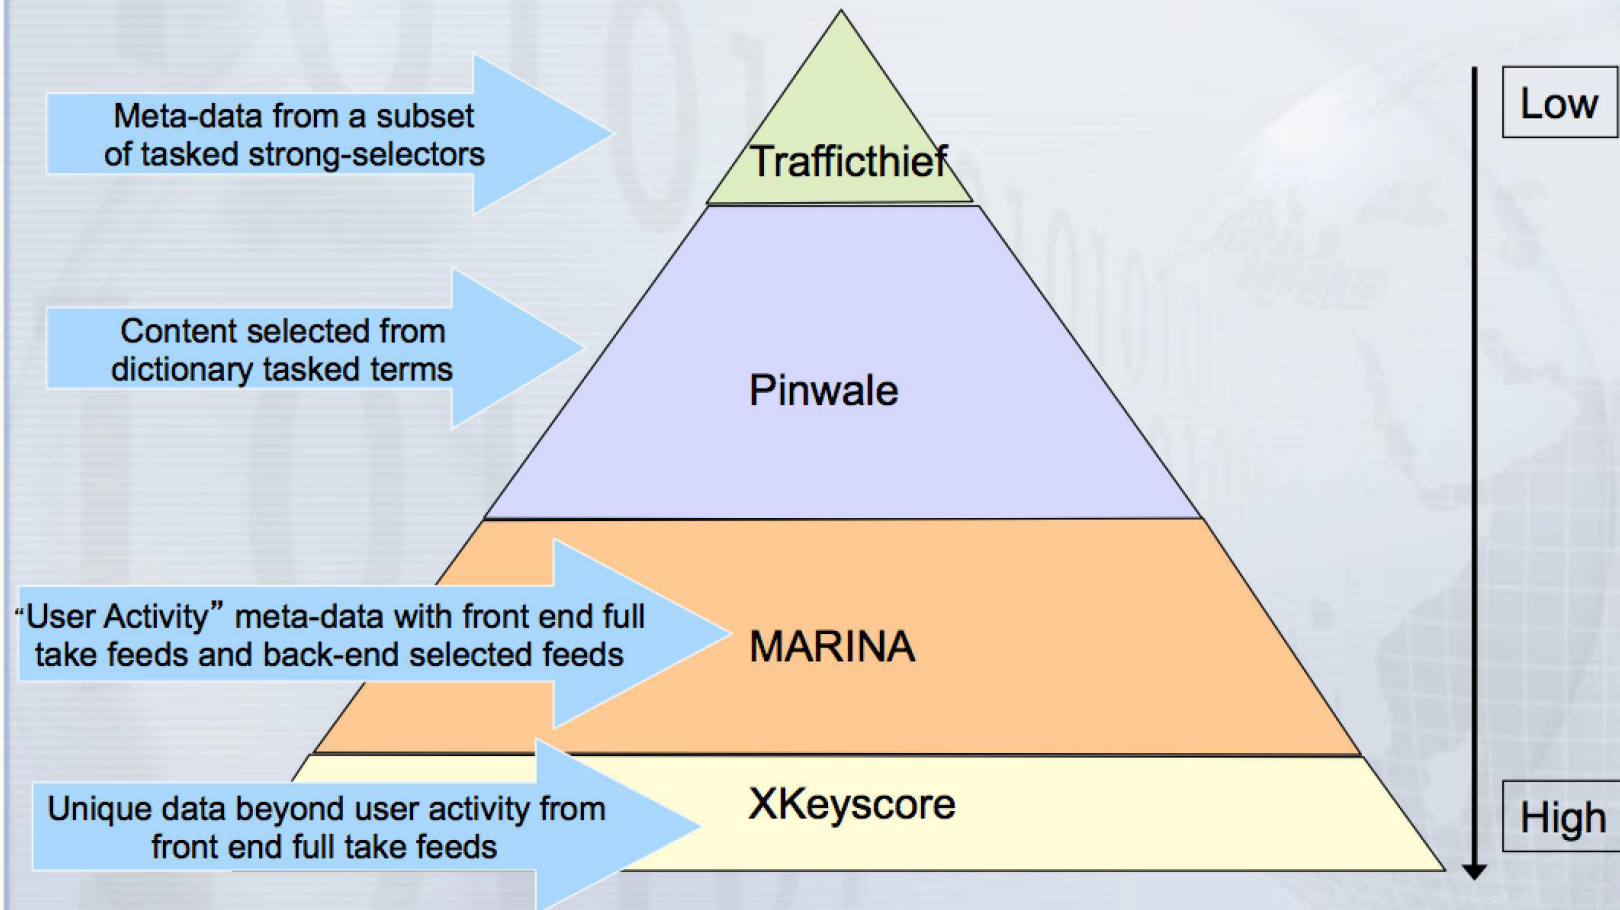 Meta-data from a subset
of tasked strong-selectors
Trafficthief
Low
Content selected from
dictionary tasked terms
Pinwale
“User Activity” meta-data with front end full
take feeds and back-end selected feeds
MARINA
Unique data beyond user activity from
front end full take feeds
XKeyscore
High